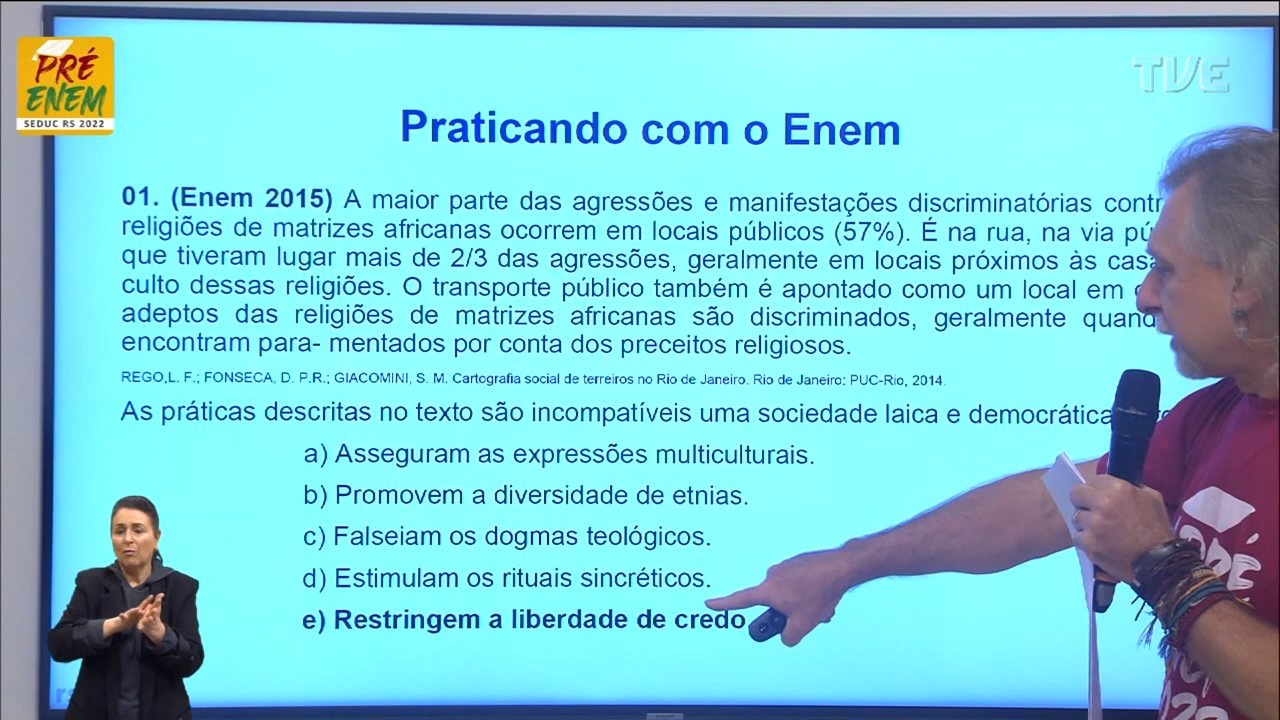 PRÉ
ENEM
SEDUC RS 2022
TVE
Praticando com o Enem
01. (Enem 2015) A maior parte das agressões e manifestações discriminatórias
religiões de matrizes africanas ocorrem em locais públicos (57%). É na rua, na via
que tiveram lugar mais de 2/3 das agressões, geralmente em locais próximos às
culto dessas religiões. O transporte público também é apontado como um local em
adeptos das religiões de matrizes africanas são discriminados, geralmente
encontram para- mentados por conta dos preceitos religiosos.
REGO,L. F.; FONSECA, D. P.R.; GIACOMINI, S. M. Cartografia social de terreiros no Rio de Janeiro. Rio de Janeiro: PUC-Rio, 2014.
As práticas descritas no texto são incompatíveis uma sociedade laica e democrática
a) Asseguram as expressões multiculturais.
b) Promovem a diversidade de etnias.
c) Falseiam os dogmas teológicos.
d) Estimulam os rituais sincréticos.
e) Restringem a liberdade de credo